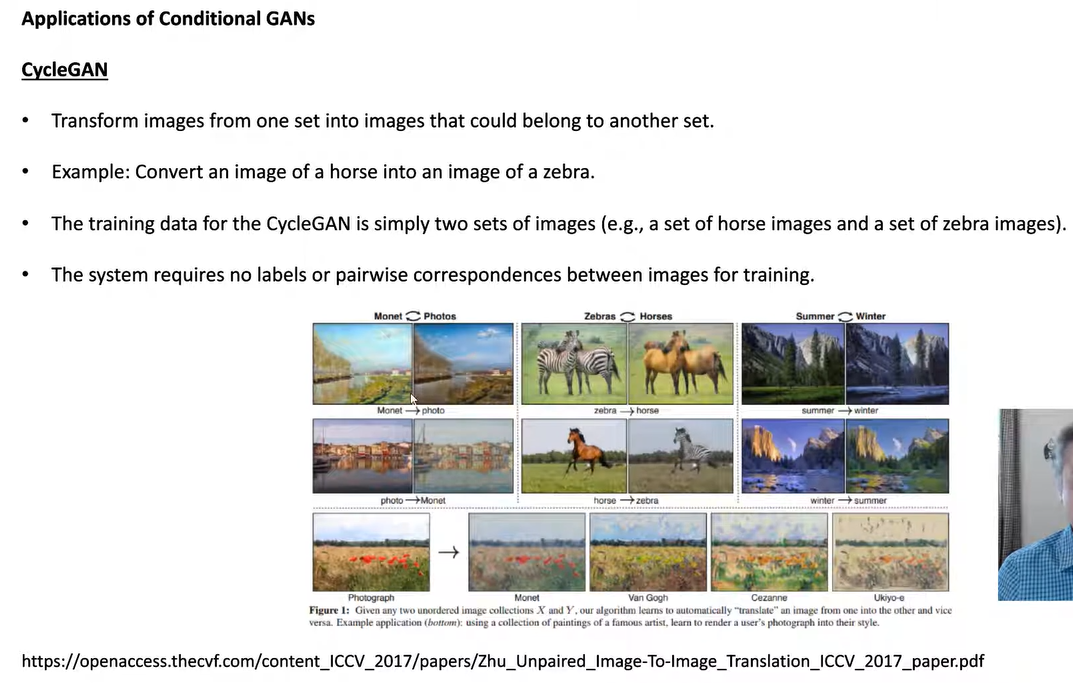 Applications of Conditional GANs
CycleGAN
• Transform images from one set into images that could belong to another set.
• Example: Convert an image of a horse into an image of a zebra.
• The training data for the CycleGAN is simply two sets of images (e.g., a set of horse images and a set of zebra images).
• The system requires no labels or pairwise correspondences between images for training.
Monet Photos
Zebras Horses
Summer Winter
Monet → photo
zebra → horse
summer → winter
photo → Monet
horse → zebra
winter → summer
→
Photograph
Monet
Van Gogh
Cezanne
Ukiyo-e
Figure 1: Given any two unordered image collections X and Y, our algorithm learns to automatically “translate” an image from one into the other and vice
versa. Example application (bottom): using a collection of paintings of a famous artist, learn to render a user's photograph into their style.
https://openaccess.thecvf.com/content_ICCV_2017/papers/Zhu_Unpaired_Image-To-Image_Translation_ICCV_2017_paper.pdf